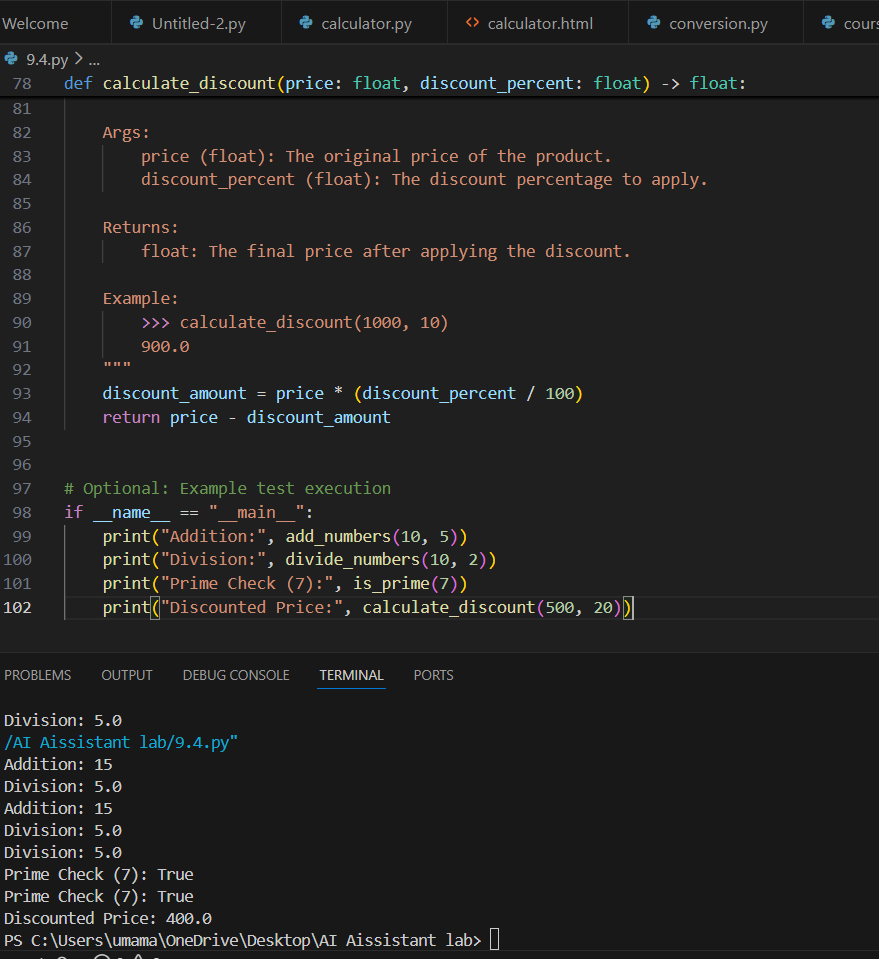 Welcome Untitled-2.py calculator.py <> calculator.html conversion.py cours
9.4.py > ...
78 def calculate_discount(price: float, discount_percent: float) -> float:
81
82 Args:
83 price (float): The original price of the product.
84 discount_percent (float): The discount percentage to apply.
85
86 Returns:
87 float: The final price after applying the discount.
88
89 Example:
90 >>> calculate_discount(1000, 10)
91 900.0
92 """
93 discount_amount = price * (discount_percent / 100)
94 return price - discount_amount
95
96
97 # Optional: Example test execution
98 if __name__ == "__main__":
99 print("Addition:", add_numbers(10, 5))
100 print("Division:", divide_numbers(10, 2))
101 print("Prime Check (7):", is_prime(7))
102 print("Discounted Price:", calculate_discount(500, 20))
PROBLEMS OUTPUT DEBUG CONSOLE TERMINAL PORTS
Division: 5.0
/AI Aissistant lab/9.4.py"
Addition: 15
Division: 5.0
Addition: 15
Division: 5.0
Division: 5.0
Prime Check (7): True
Prime Check (7): True
Discounted Price: 400.0
PS C:\Users\umama\OneDrive\Desktop\AI Aissistant lab>